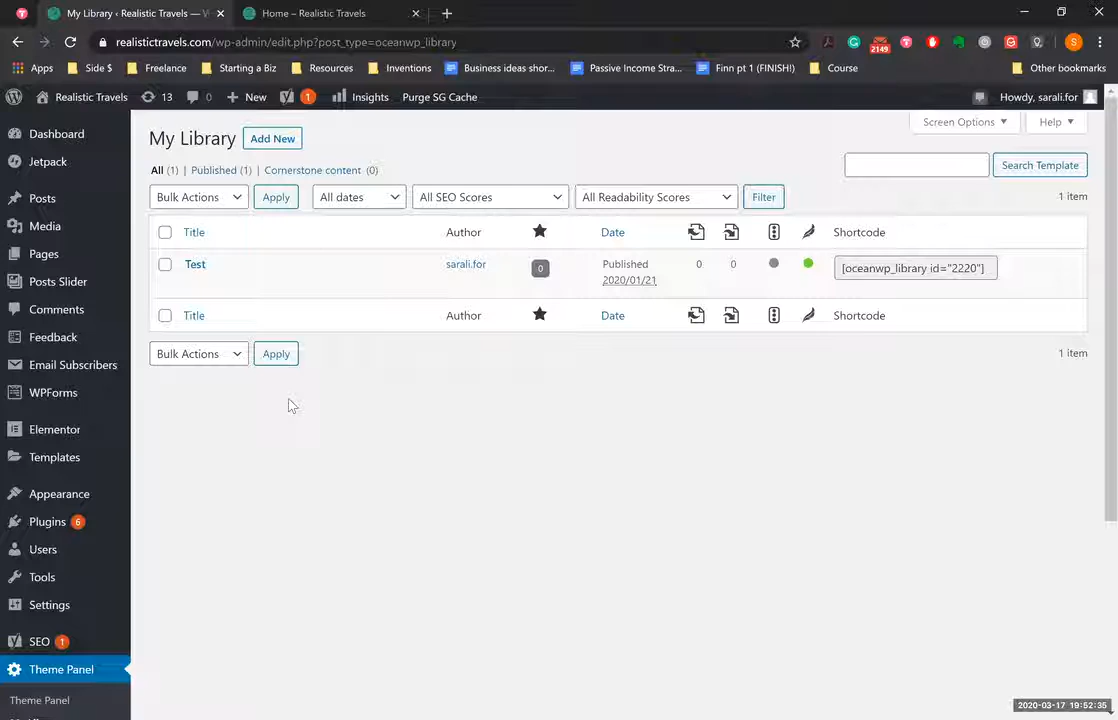 My Library ‹ Realistic Travels — V
Home – Realistic Travels
realistictravels.com/wp-admin/edit.php?post_type=oceanwp_library
2149
S
Apps
Side $
Freelance
Starting a Biz
Resources
Inventions
Business ideas shor...
Passive Income Stra...
Finn pt 1 (FINISH!)
Course
Other bookmarks
Realistic Travels
13
0
New
1
Insights
Purge SG Cache
Howdy, sarali.for
Dashboard
Jetpack
Posts
Media
Pages
Posts Slider
Comments
Feedback
Email Subscribers
WPForms
Elementor
Templates
Appearance
Plugins 6
Users
Tools
Settings
SEO 1
Theme Panel
Theme Panel
My Library
Add New
Screen Options
Help
All (1) | Published (1) | Cornerstone content (0)
Search Template
Bulk Actions
Apply
All dates
All SEO Scores
All Readability Scores
Filter
1 item
Title
Author
Date
Shortcode
Test
sarali.for
0
Published
2020/01/21
0
0
[oceanwp_library id="2220"]
Title
Author
Date
Shortcode
Bulk Actions
Apply
1 item
2020-03-17 19:52:35